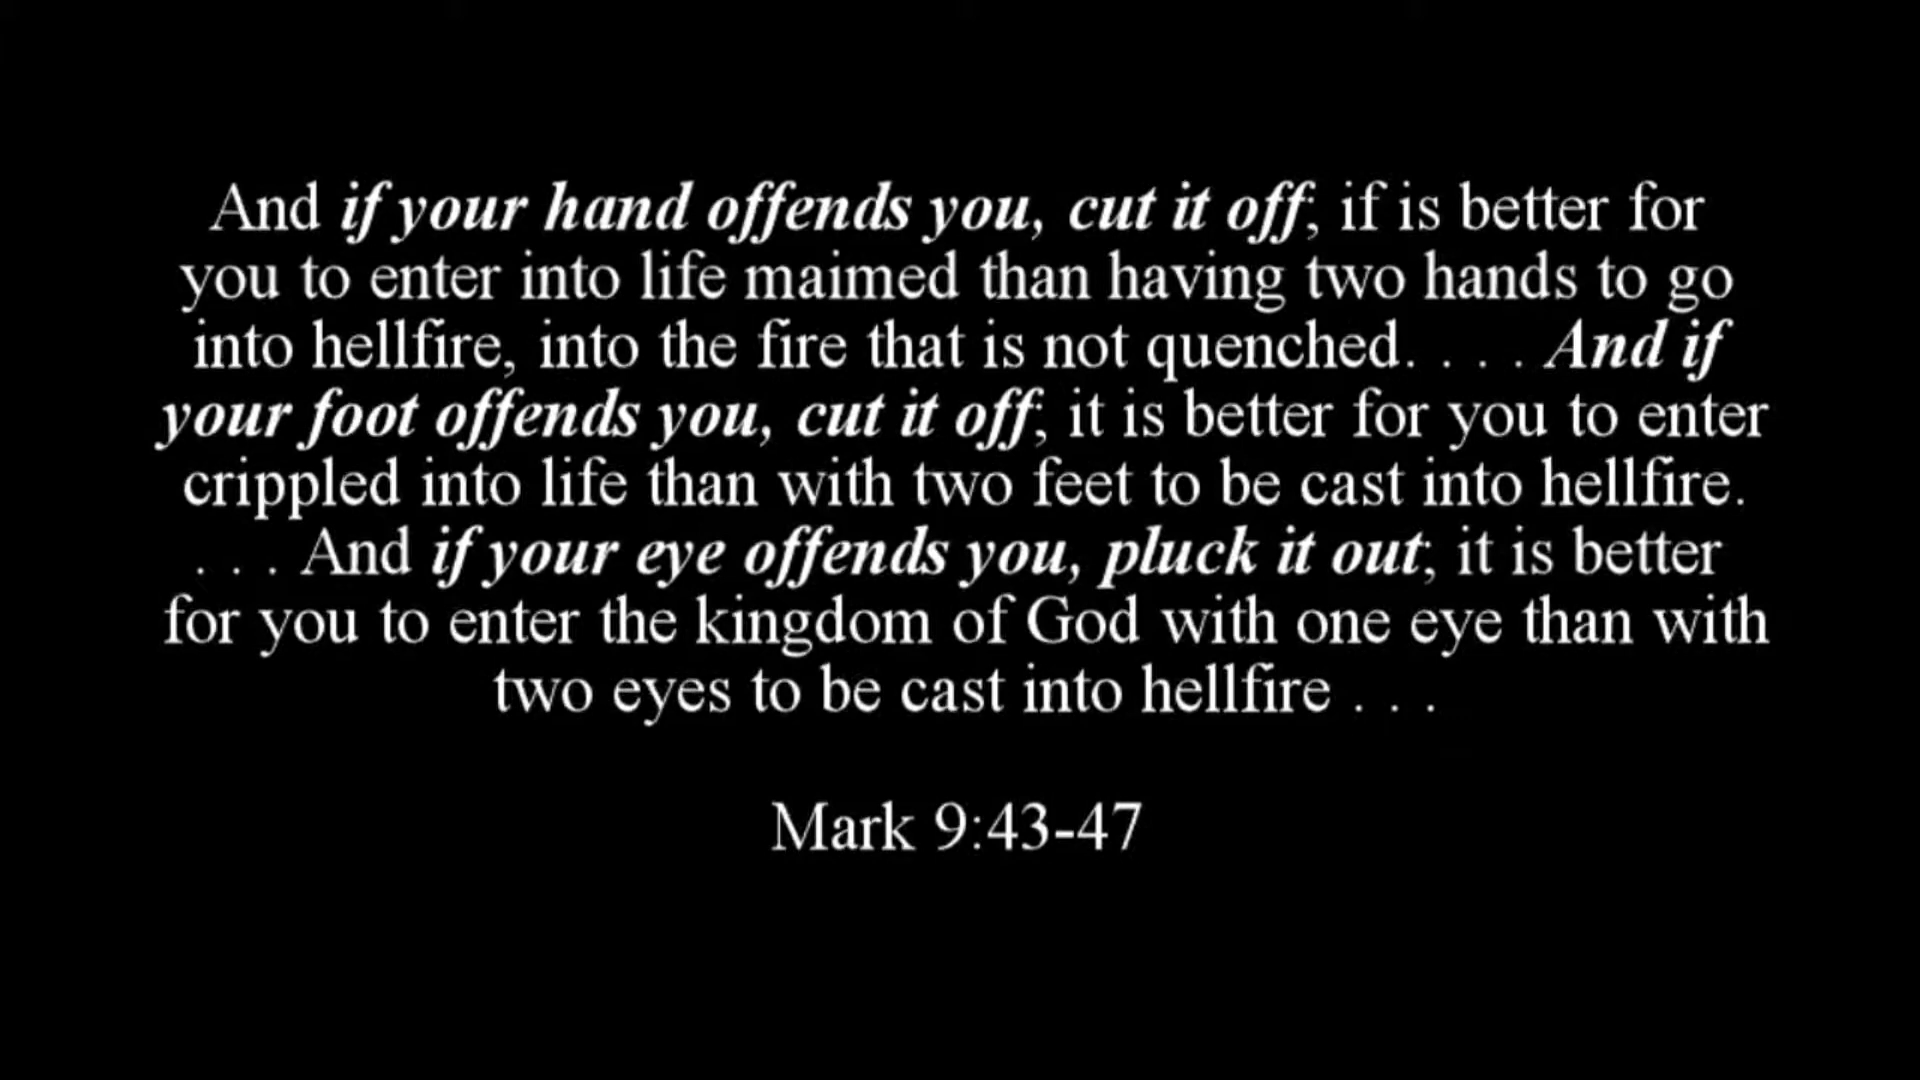 And if your hand offends you, cut it off; if is better for
you to enter into life maimed than having two hands to go
into hellfire, into the fire that is not quenched. . . . And if
your foot offends you, cut it off; it is better for you to enter
crippled into life than with two feet to be cast into hellfire.
. . . And if your eye offends you, pluck it out; it is better
for you to enter the kingdom of God with one eye than with
two eyes to be cast into hellfire . . .
Mark 9:43-47